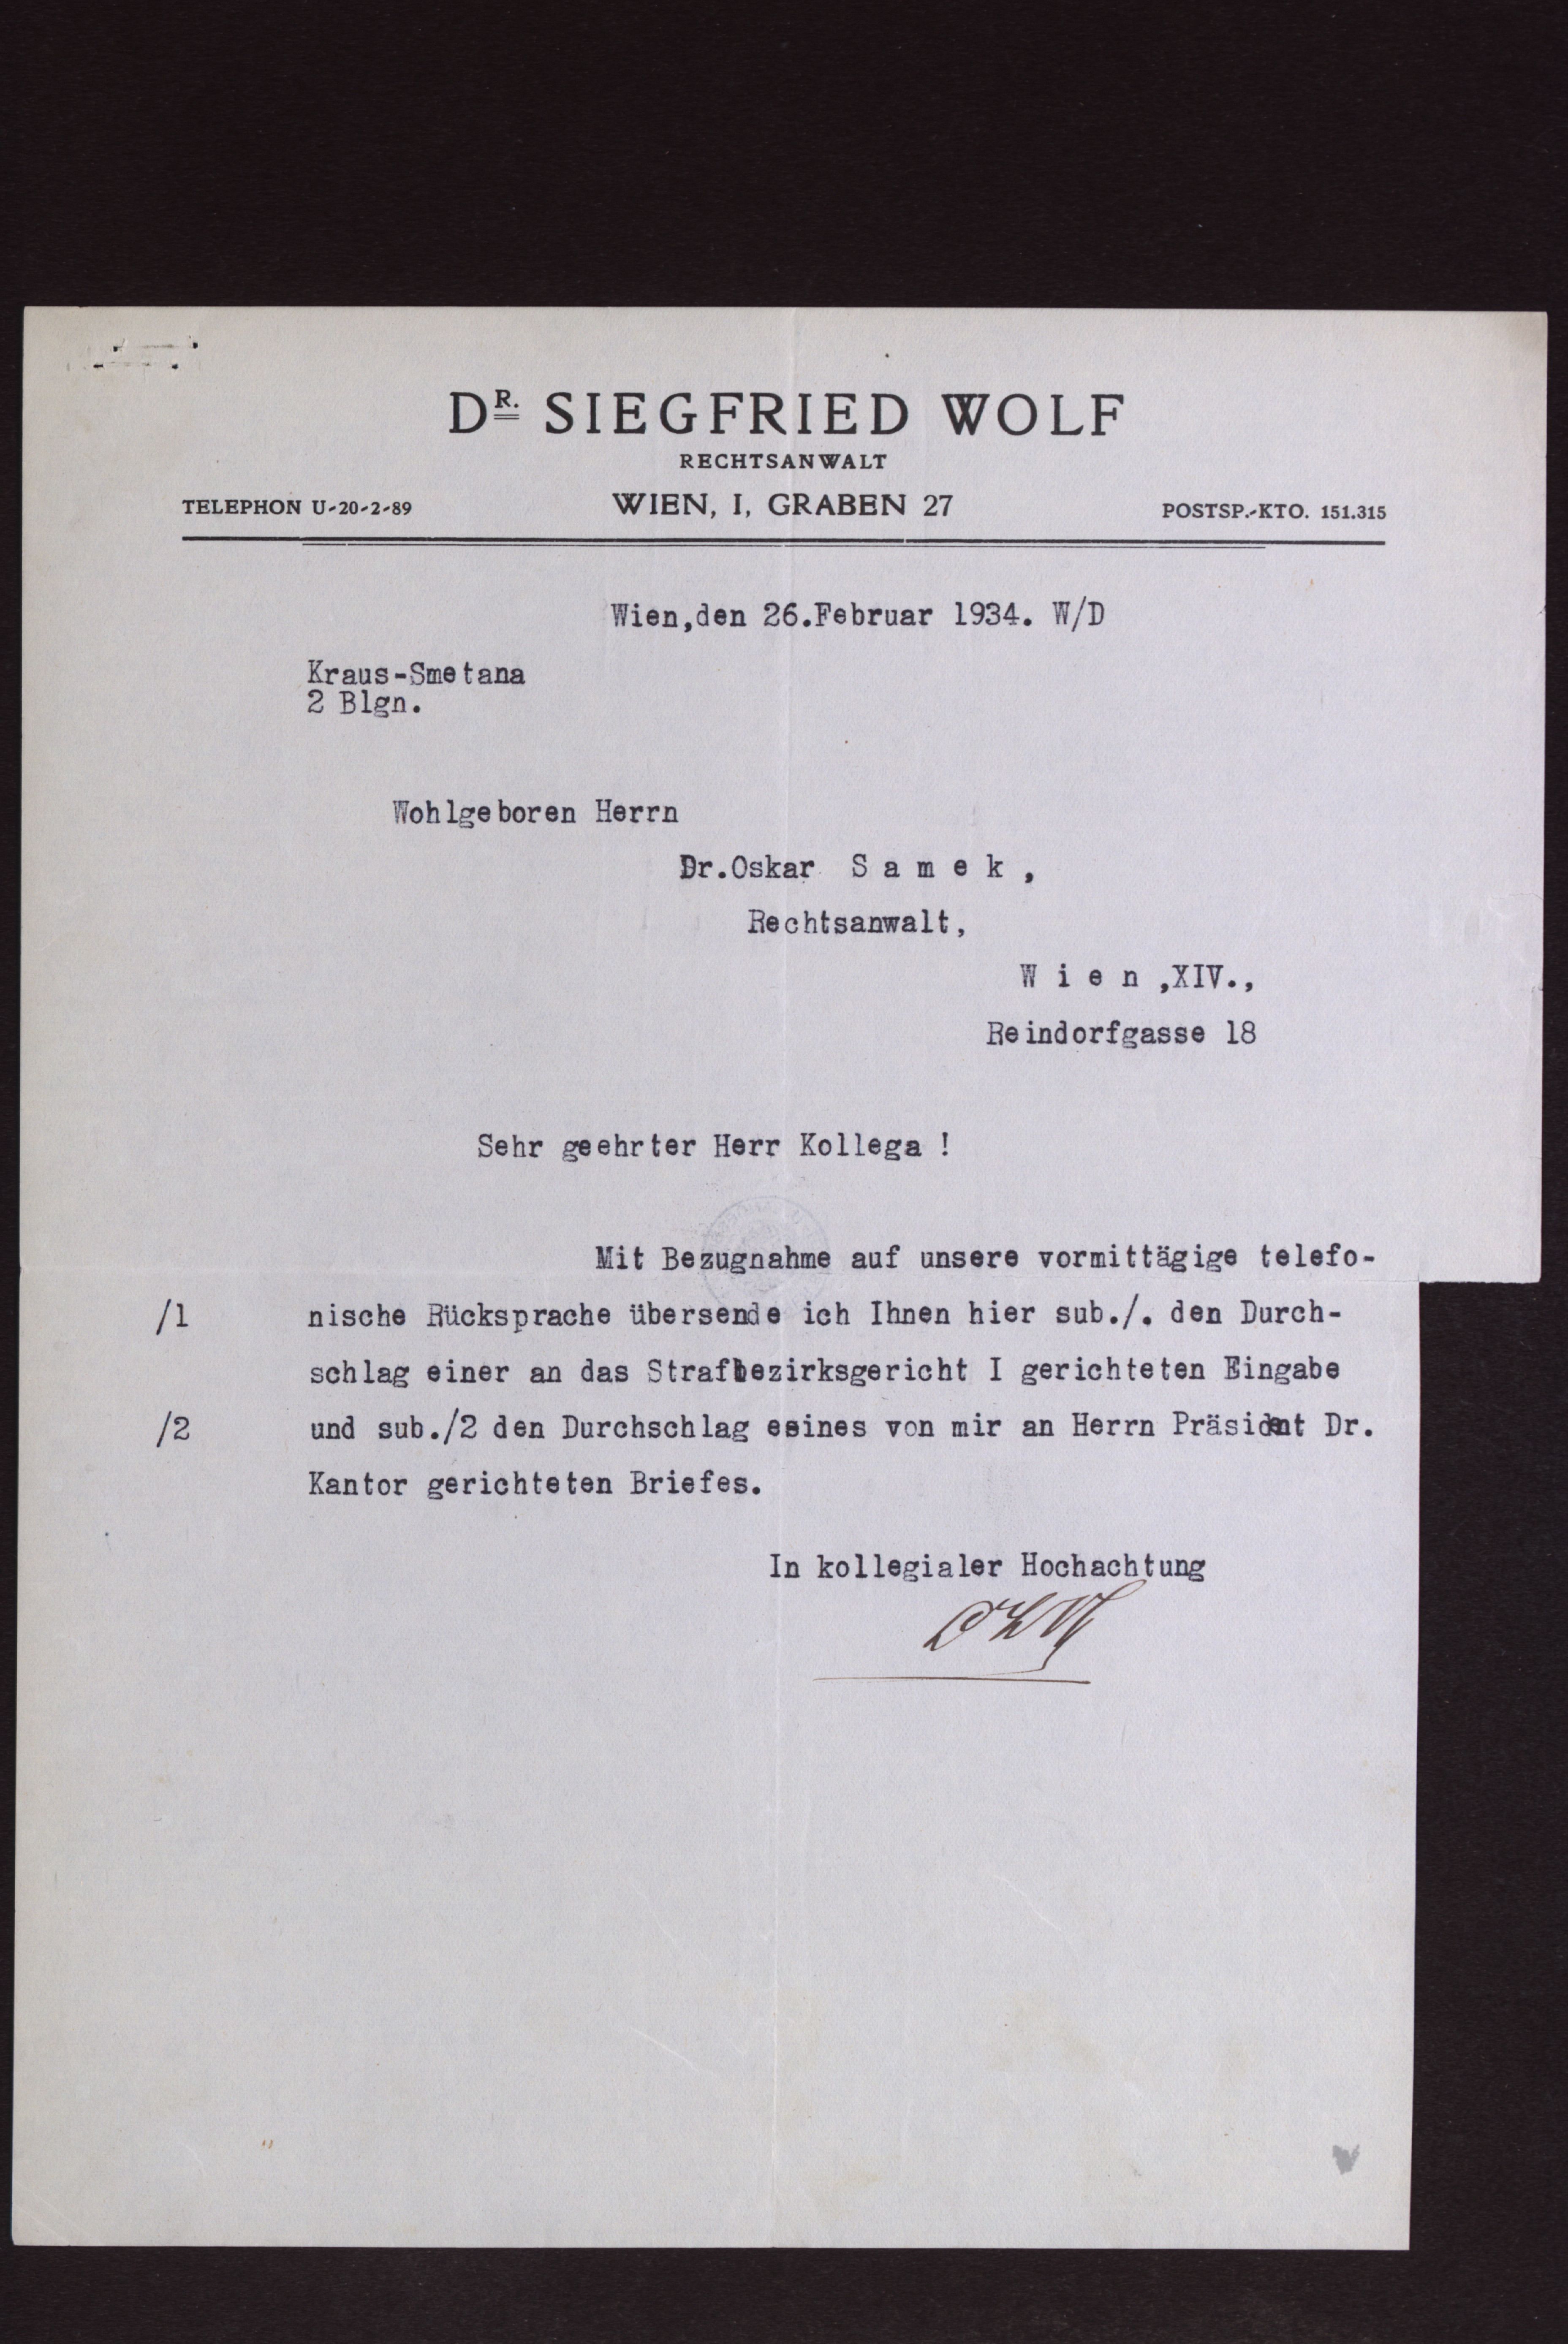 DR. SIEGFRIED WOLF
RECHTSANWALT
TELEPHON U-20-2-89 WIEN, I, GRABEN 27 POSTSP.-KTO. 151.315
Wien,den 26.Februar 1934. W/D
Kraus-Smetana
2 Blgn.
Wohlgeboren Herrn
Dr.Oskar S a m e k ,
Rechtsanwalt,
W i e n ,XIV.,
Reindorfgasse 18
Sehr geehrter Herr Kollega !
Mit Bezugnahme auf unsere vormittägige telefo-
/1 nische Rücksprache übersende ich Ihnen hier sub./. den Durch-
schlag einer an das Strafbezirksgericht I gerichteten Eingabe
/2 und sub./2 den Durchschlag eeines von mir an Herrn Präsident Dr.
Kantor gerichteten Briefes.
In kollegialer Hochachtung